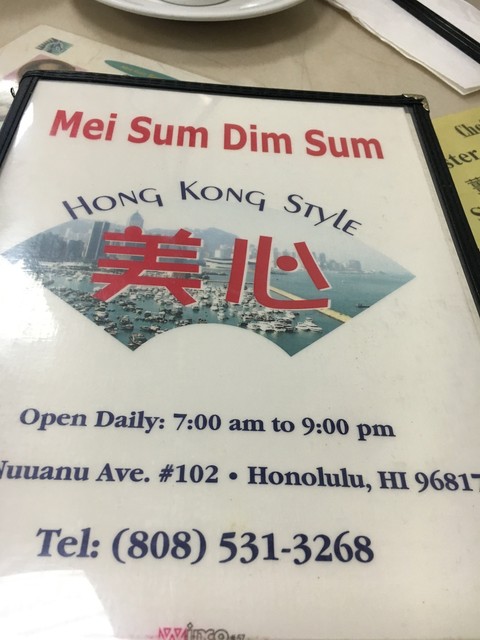 Mei Sum Dim Sum
HONG KONG STYLE
美心
Open Daily: 7:00 am to 9:00 pm
Nuuanu Ave. #102 • Honolulu, HI 96817
Tel: (808) 531-3268